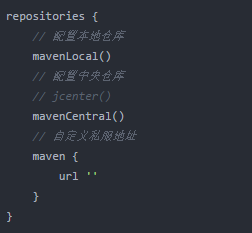 repositories {
    // 配置本地仓库
    mavenLocal()
    // 配置中央仓库
    // jcenter()
    mavenCentral()
    // 自定义私服地址
    maven {
        url ''
    }
}